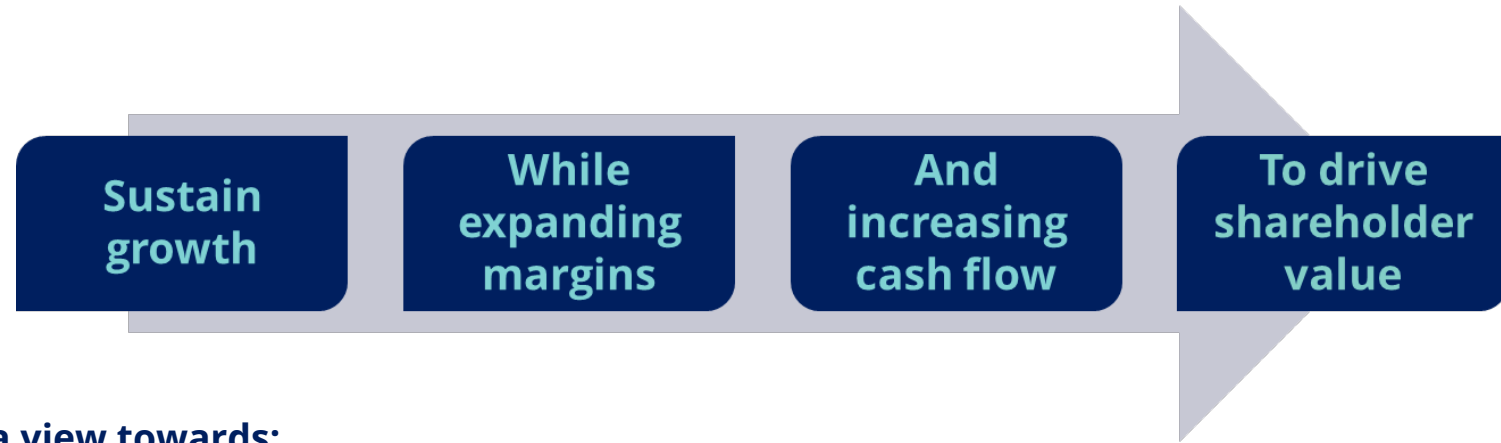 Sustain
growth
While
expanding
margins
And
increasing
cash flow
To drive
shareholder
value
a view towards: